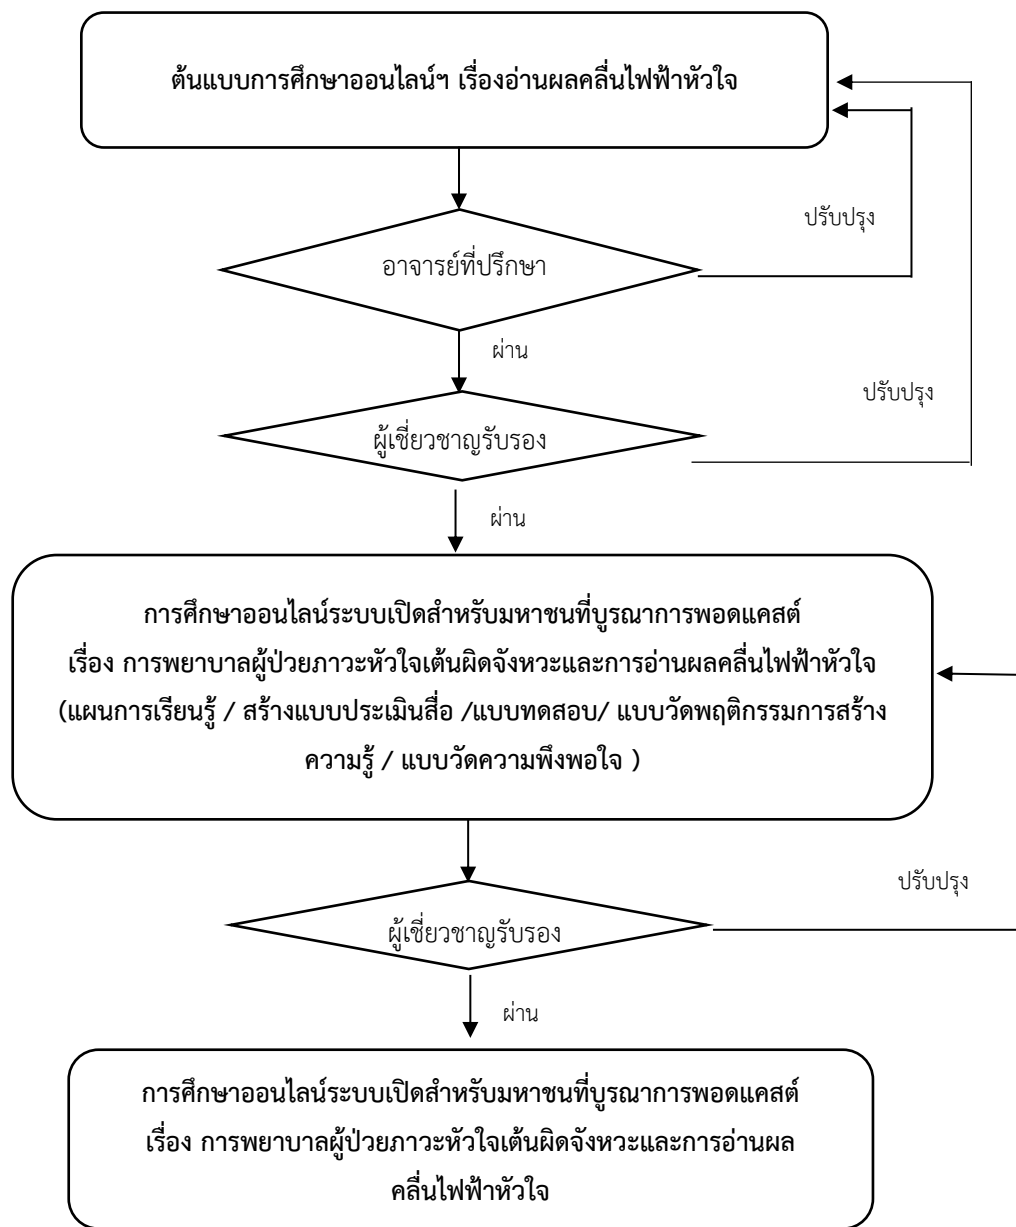 ต้นแบบการศึกษาออนไลน์ฯ เรื่องอ่านผลคลื่นไฟฟ้าหัวใจ
ปรับปรุง
อาจารย์ที่ปรึกษา
ผ่าน
ปรับปรุง
ผู้เชี่ยวชาญรับรอง
ผ่าน
การศึกษาออนไลน์ระบบเปิดสำหรับมหาชนที่บูรณาการพอดแคสต์
เรื่อง การพยาบาลผู้ป่วยภาวะหัวใจเต้นผิดจังหวะและการอ่านผลคลื่นไฟฟ้าหัวใจ
(แผนการเรียนรู้ / สร้างแบบประเมินสื่อ /แบบทดสอบ/ แบบวัดพฤติกรรมการสร้าง
ความรู้ / แบบวัดความพึงพอใจ )
ปรับปรุง
ผู้เชี่ยวชาญรับรอง
ผ่าน
การศึกษาออนไลน์ระบบเปิดสำหรับมหาชนที่บูรณาการพอดแคสต์
เรื่อง การพยาบาลผู้ป่วยภาวะหัวใจเต้นผิดจังหวะและการอ่านผล
คลื่นไฟฟ้าหัวใจ